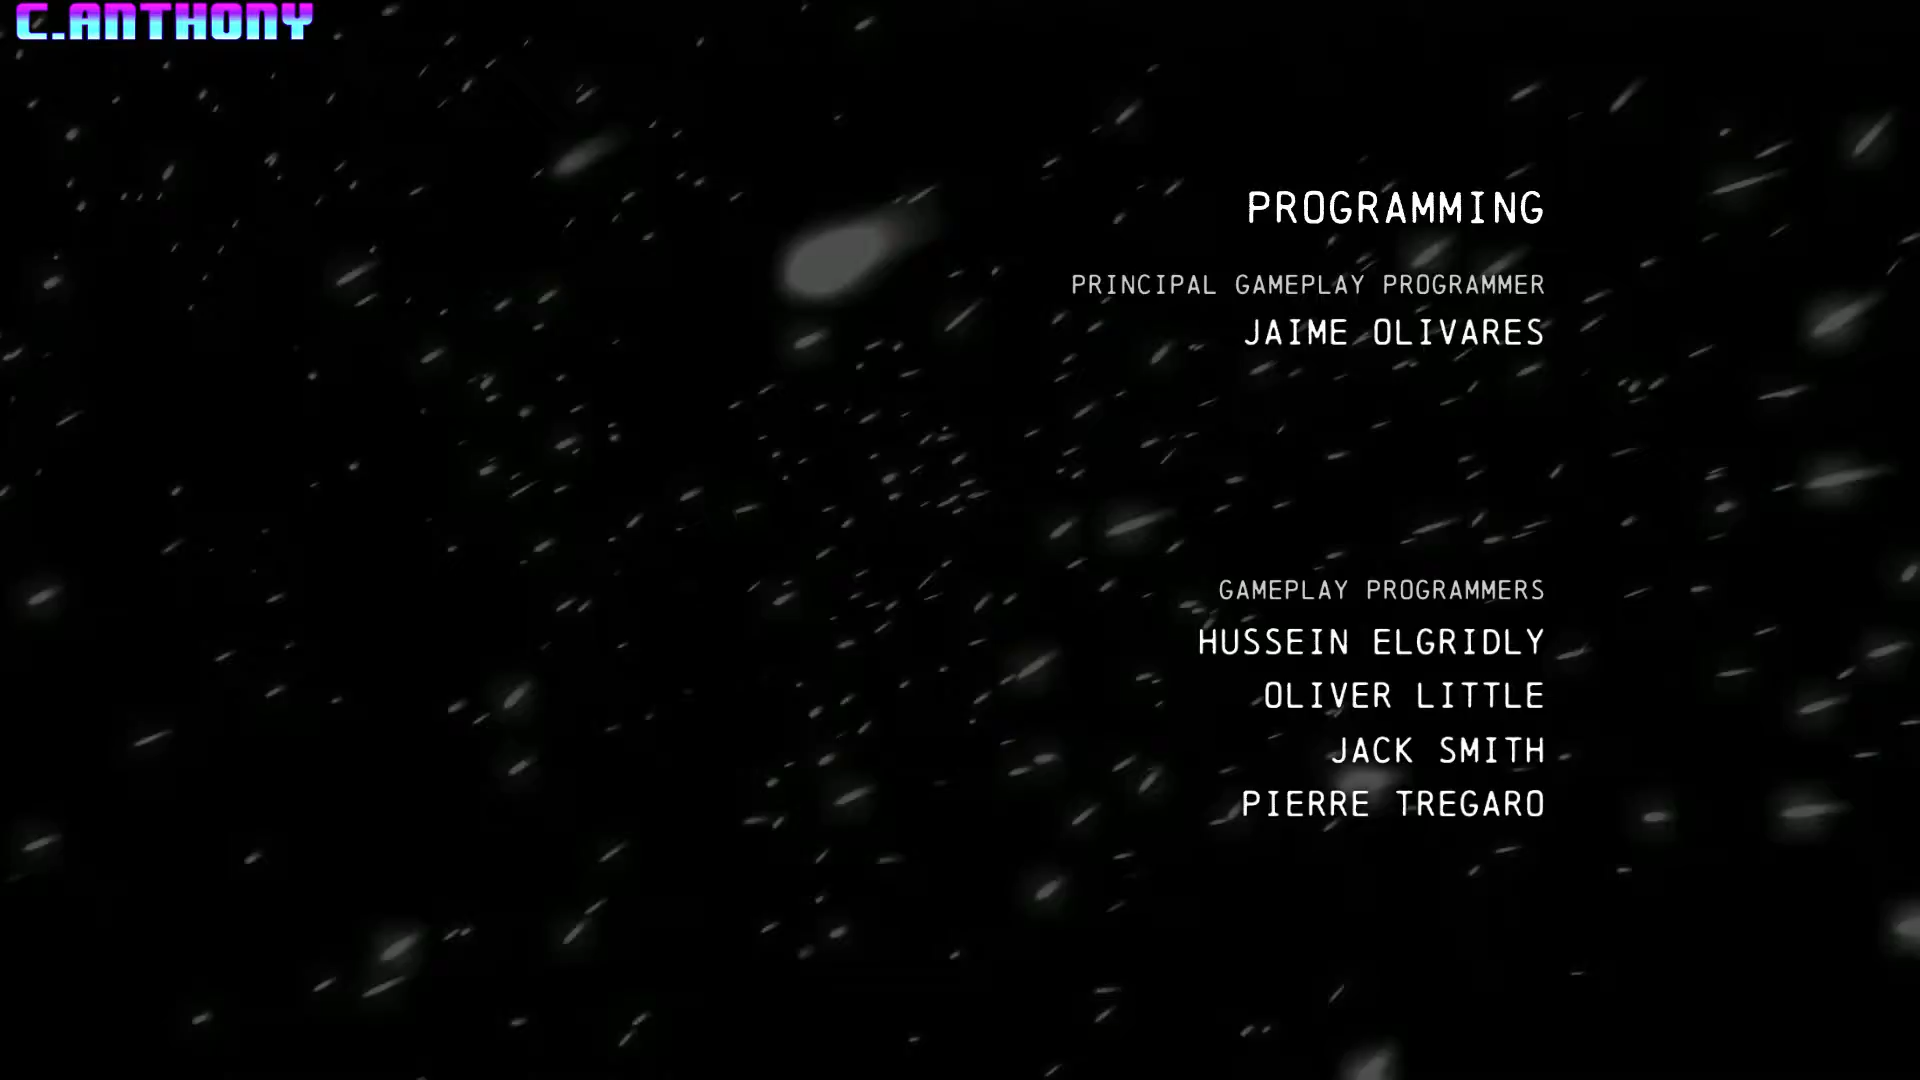 C.ANTHONY
PROGRAMMING
PRINCIPAL GAMEPLAY PROGRAMMER
JAIME OLIVARES
GAMEPLAY PROGRAMMERS
HUSSEIN ELGRIDLY
OLIVER LITTLE
JACK SMITH
PIERRE TREGARO